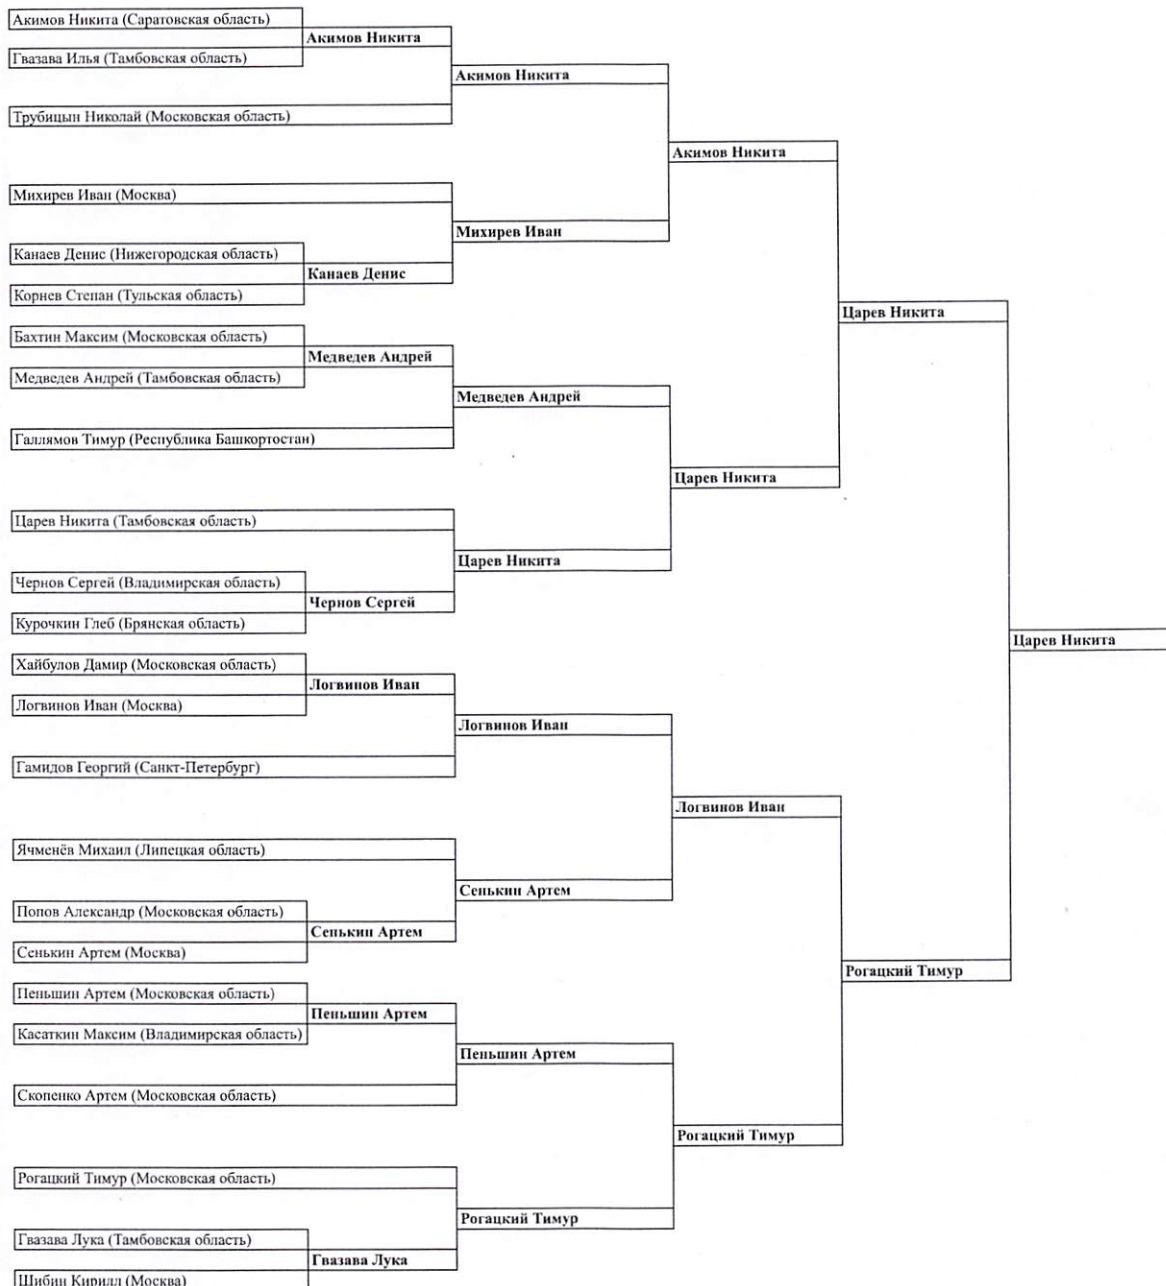 Акимов Никита (Саратовская область)
Акимов Никита
Гвазава Илья (Тамбовская область)
Акимов Никита
Трубицын Николай (Московская область)
Акимов Никита
Михирев Иван (Москва)
Михирев Иван
Канаев Денис (Нижегородская область)
Канаев Денис
Корнев Степан (Тульская область)
Царев Никита
Бахтин Максим (Московская область)
Медведев Андрей
Медведев Андрей (Тамбовская область)
Медведев Андрей
Галлямов Тимур (Республика Башкортостан)
Царев Никита
Царев Никита (Тамбовская область)
Царев Никита
Чернов Сергей (Владимирская область)
Чернов Сергей
Курочкин Глеб (Брянская область)
Царев Никита
Хайбулов Дамир (Московская область)
Логвинов Иван
Логвинов Иван (Москва)
Логвинов Иван
Гамидов Георгий (Санкт-Петербург)
Логвинов Иван
Ячменёв Михаил (Липецкая область)
Сенькин Артем
Попов Александр (Московская область)
Сенькин Артем
Сенькин Артем (Москва)
Рогацкий Тимур
Пеньшин Артем (Московская область)
Пеньшин Артем
Касаткин Максим (Владимирская область)
Пеньшин Артем
Скопенко Артем (Московская область)
Рогацкий Тимур
Рогацкий Тимур (Московская область)
Рогацкий Тимур
Гвазава Лука (Тамбовская область)
Гвазава Лука
Шибин Кирилл (Москва)